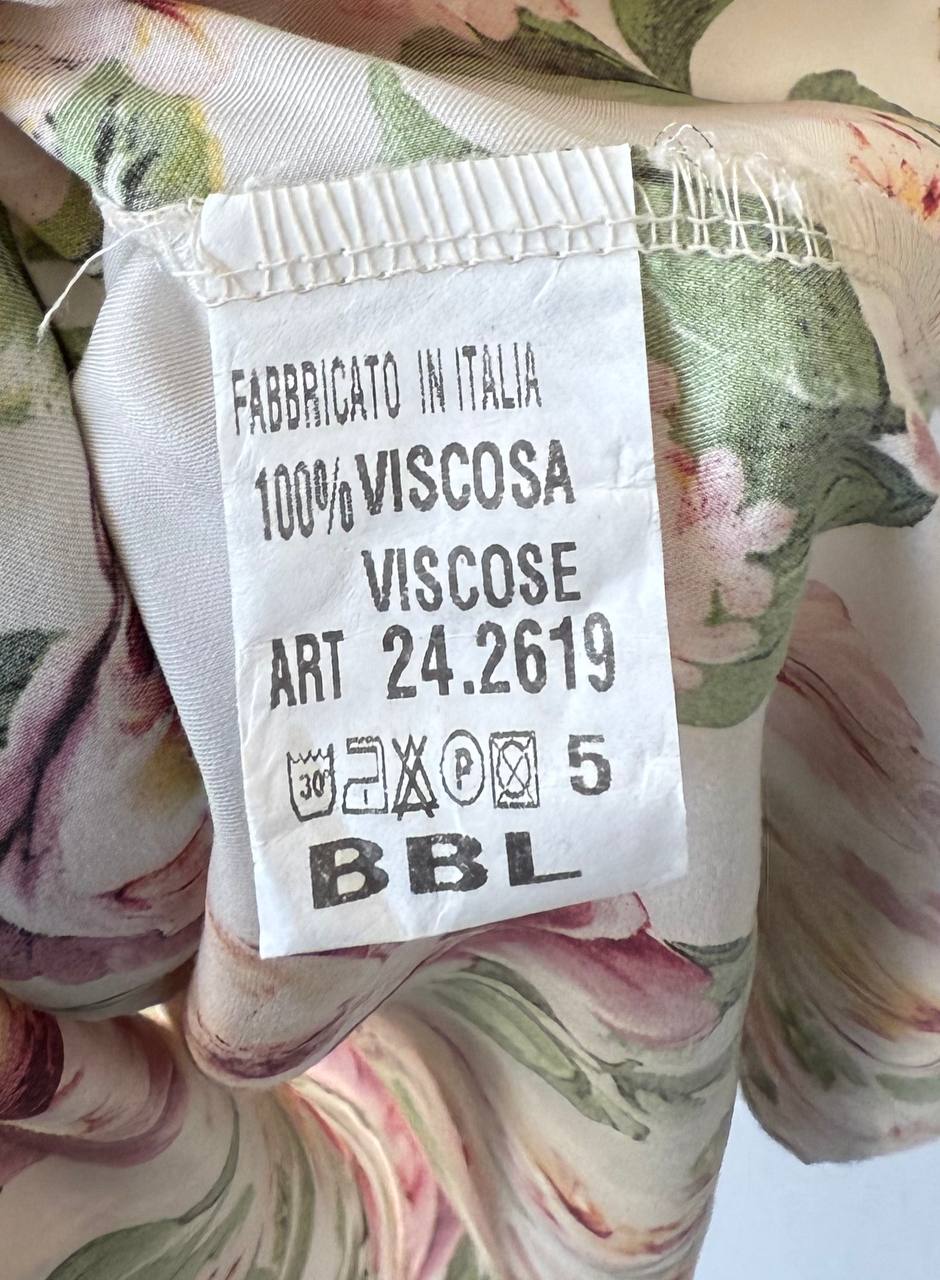 FABBRICATO IN ITALIA
100% VISCOSA
VISCOSE
ART 24.2619
30° P 5
BBL